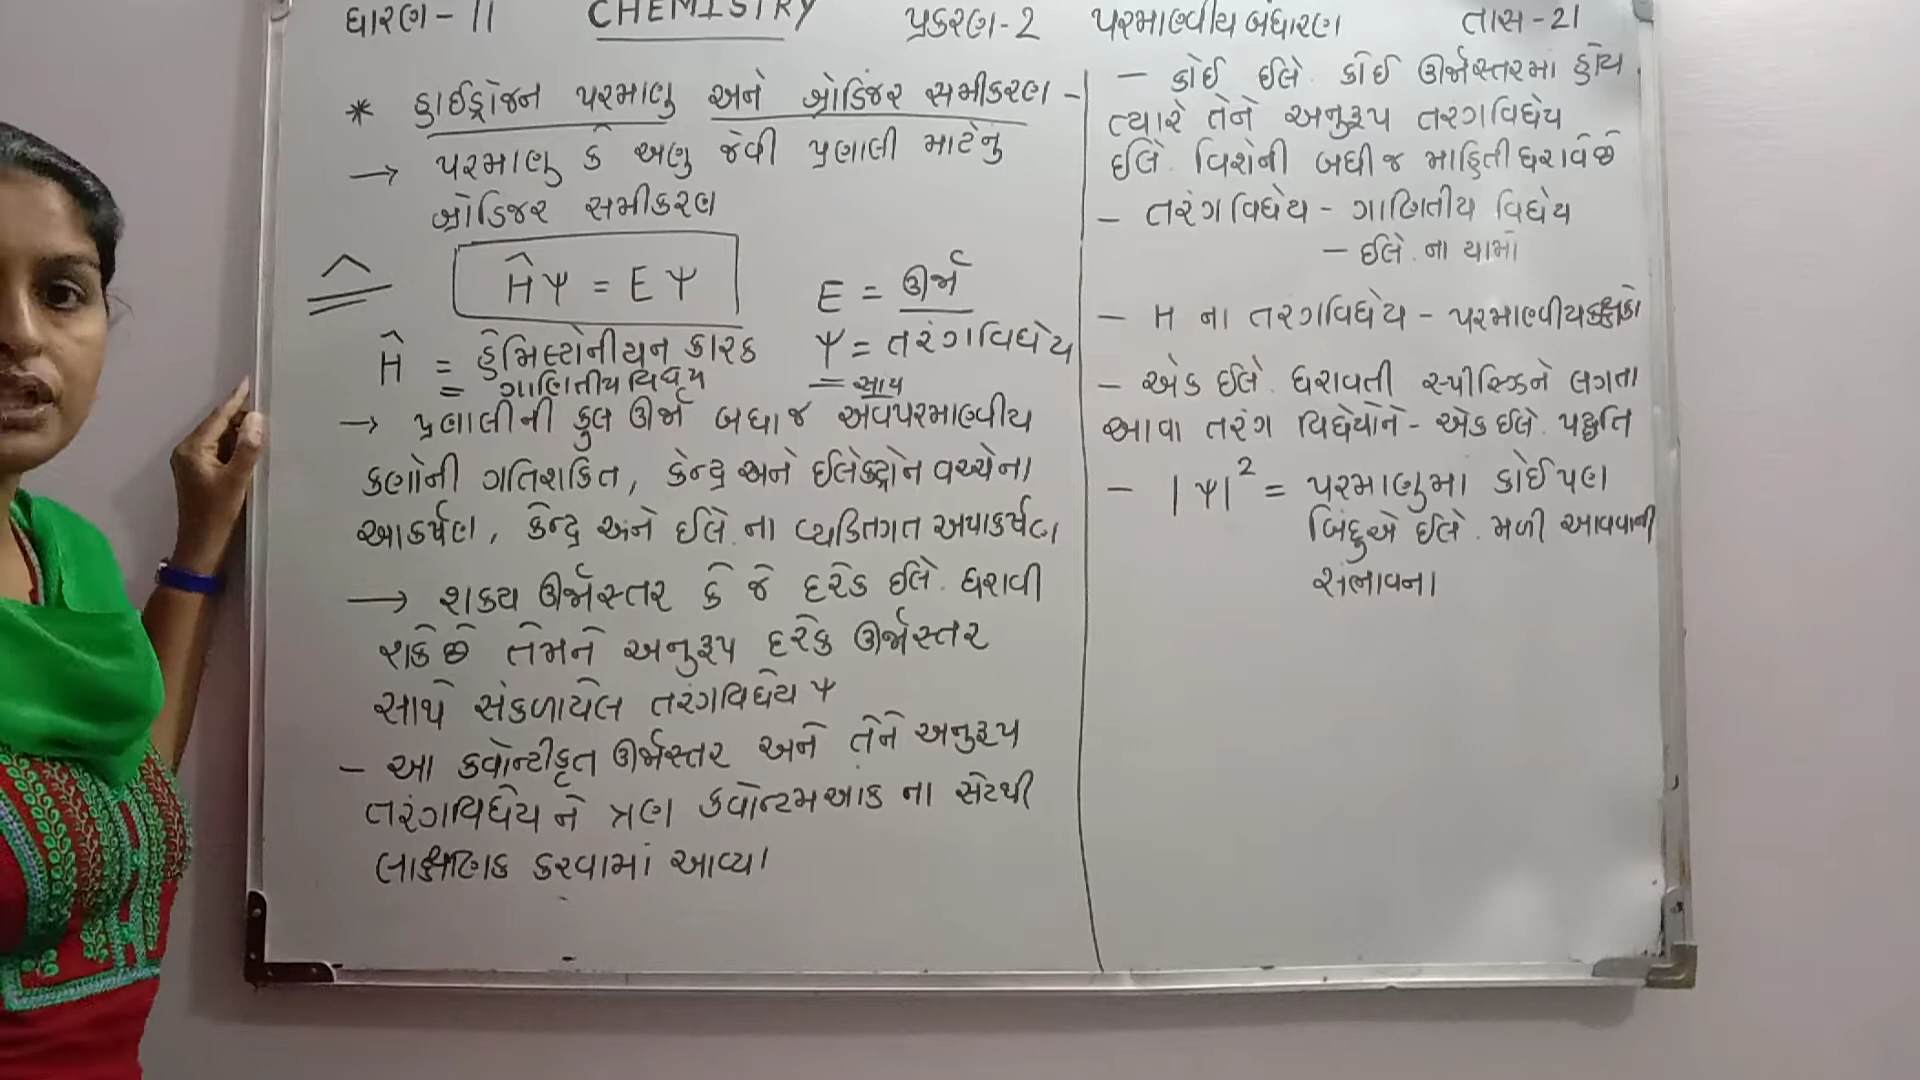 ધોરણ - 11 CHEMISTRY પ્રકરણ-2 પરમાણ્વીય બંધારણ તાસ-21
* હાઈડ્રોજન પરમાણુ અને શ્રોડિંજર સમીકરણ -
→ પરમાણુ કે અણુ જેવી પ્રણાલી માટેનુ
શ્રોડિંજર સમીકરણ
Ĥψ = Eψ E = ઊર્જા
Ĥ = હેમિલ્ટોનીયન કારક ψ = તરંગવિધેય
= ગાણિતીય વિધેય = સાય
→ પ્રણાલીની કુલ ઊર્જા બધા જ અવપરમાણ્વીય
કણોની ગતિશક્તિ, કેન્દ્ર અને ઈલેક્ટ્રોન વચ્ચેના
આકર્ષણ, કેન્દ્ર અને ઈલે. ના વ્યક્તિગત અપાકર્ષણ
→ શક્ય ઊર્જાસ્તર કે જે દરેક ઈલે. ધરાવી
શકે છે તેમને અનુરૂપ દરેક ઊર્જાસ્તર
સાથે સંકળાયેલ તરંગવિધેય ψ
- આ ક્વોન્ટીકૃત ઊર્જાસ્તર અને તેને અનુરૂપ
તરંગવિધેય ને ત્રણ ક્વોન્ટમઆંક ના સેટથી
લાક્ષણિક કરવામાં આવ્યા
- કોઈ ઈલે. કોઈ ઊર્જાસ્તરમાં હોય
ત્યારે તેને અનુરૂપ તરંગવિધેય
ઈલે. વિશેની બધી જ માહિતી ધરાવે છે
- તરંગવિધેય - ગાણિતીય વિધેય
- ઈલે. ના યામો
- H ના તરંગવિધેય - પરમાણ્વીયકક્ષકો
- એક ઈલે. ધરાવતી સ્પીસિઝને લગતા
આવા તરંગ વિધેયોને - એક ઈલે. પદ્ધતિ
- |ψ|² = પરમાણુમાં કોઈ પણ
બિંદુએ ઈલે. મળી આવવાની
સંભાવના